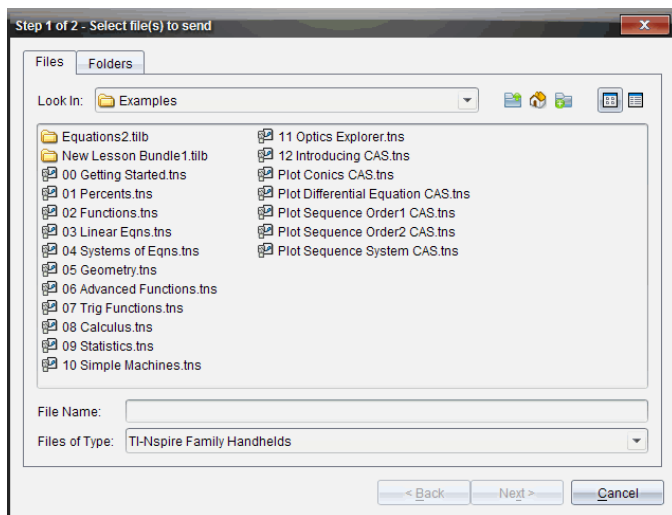 Step 1 of 2 - Select file(s) to send
Files
Folders
Look In:
Examples
Equations2.tilb
New Lesson Bundle1.tilb
00 Getting Started.tns
01 Percents.tns
02 Functions.tns
03 Linear Eqns.tns
04 Systems of Eqns.tns
05 Geometry.tns
06 Advanced Functions.tns
07 Trig Functions.tns
08 Calculus.tns
09 Statistics.tns
10 Simple Machines.tns
11 Optics Explorer.tns
12 Introducing CAS.tns
Plot Conics CAS.tns
Plot Differential Equation CAS.tns
Plot Sequence Order1 CAS.tns
Plot Sequence Order2 CAS.tns
Plot Sequence System CAS.tns
File Name:
Files of Type:
TI-Nspire Family Handhelds
< Back
Next >
Cancel